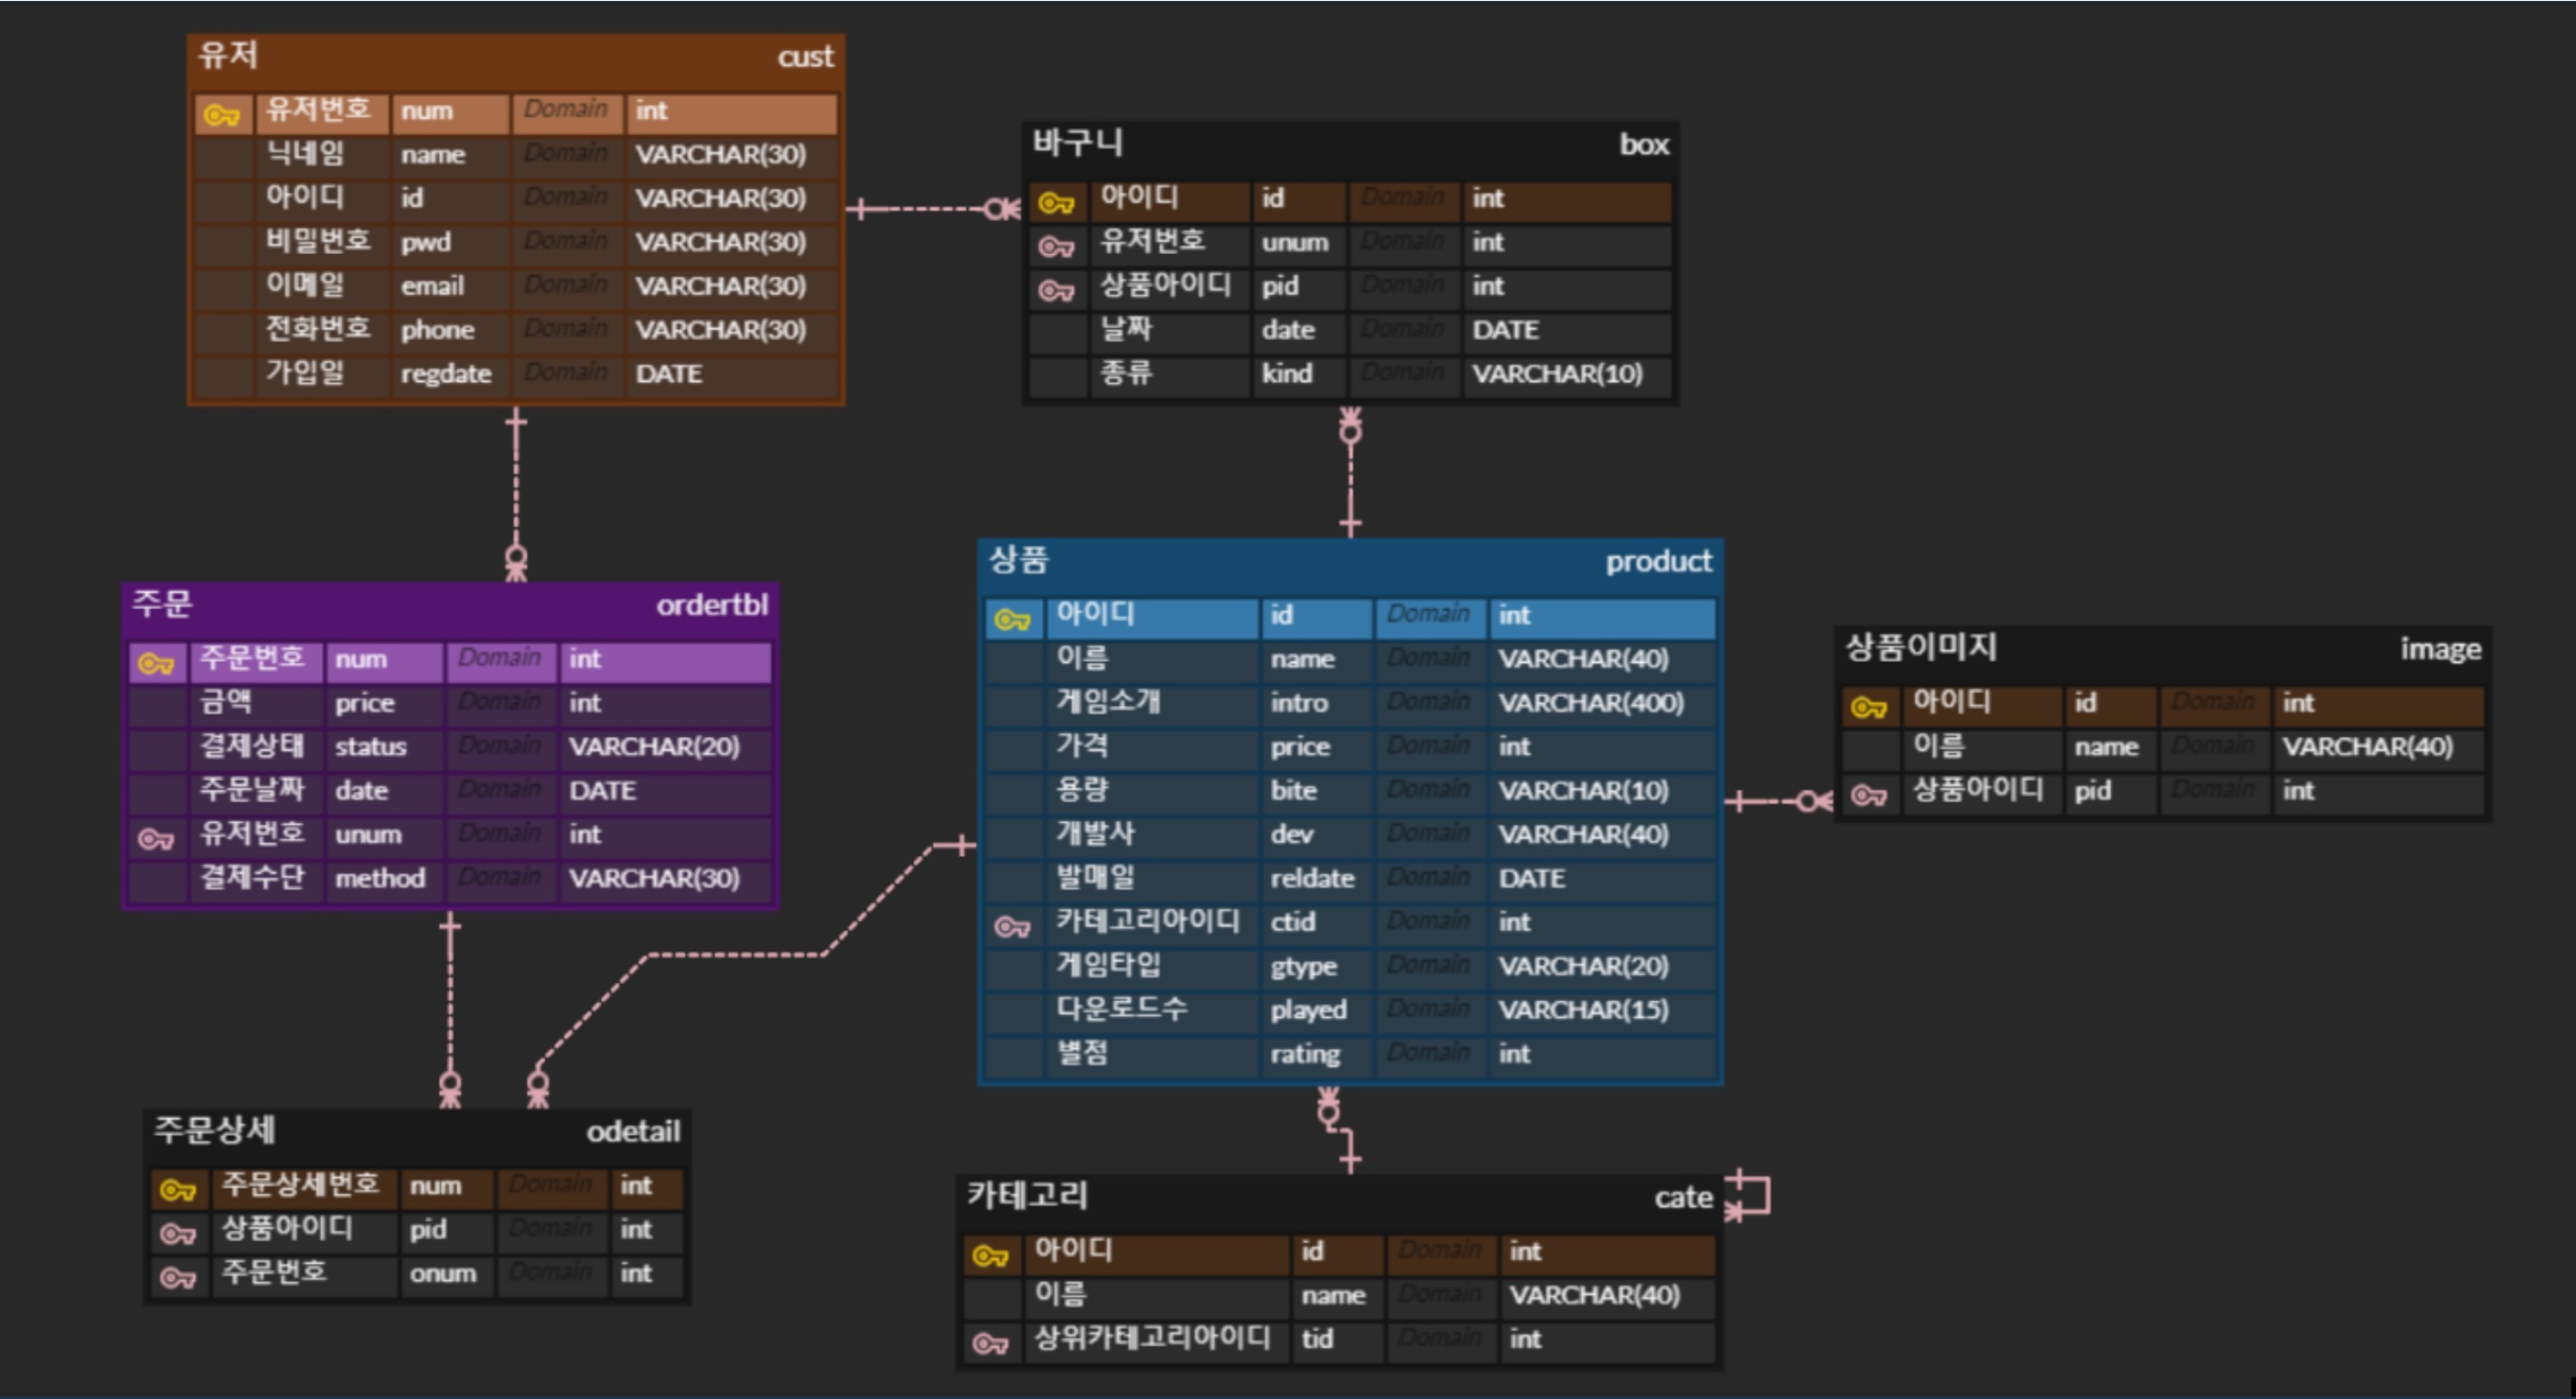 유저 cust
유저번호 num Domain int
닉네임 name Domain VARCHAR(30)
아이디 id Domain VARCHAR(30)
비밀번호 pwd Domain VARCHAR(30)
이메일 email Domain VARCHAR(30)
전화번호 phone Domain VARCHAR(30)
가입일 regdate Domain DATE
바구니 box
아이디 id Domain int
유저번호 unum Domain int
상품아이디 pid Domain int
날짜 date Domain DATE
종류 kind Domain VARCHAR(10)
주문 ordertbl
주문번호 num Domain int
금액 price Domain int
결제상태 status Domain VARCHAR(20)
주문날짜 date Domain DATE
유저번호 unum Domain int
결제수단 method Domain VARCHAR(30)
상품 product
아이디 id Domain int
이름 name Domain VARCHAR(40)
게임소개 intro Domain VARCHAR(400)
가격 price Domain int
용량 bite Domain VARCHAR(10)
개발사 dev Domain VARCHAR(40)
발매일 reldate Domain DATE
카테고리아이디 ctid Domain int
게임타입 gtype Domain VARCHAR(20)
다운로드수 played Domain VARCHAR(15)
별점 rating Domain int
상품이미지 image
아이디 id Domain int
이름 name Domain VARCHAR(40)
상품아이디 pid Domain int
주문상세 odetail
주문상세번호 num Domain int
상품아이디 pid Domain int
주문번호 onum Domain int
카테고리 cate
아이디 id Domain int
이름 name Domain VARCHAR(40)
상위카테고리아이디 tid Domain int